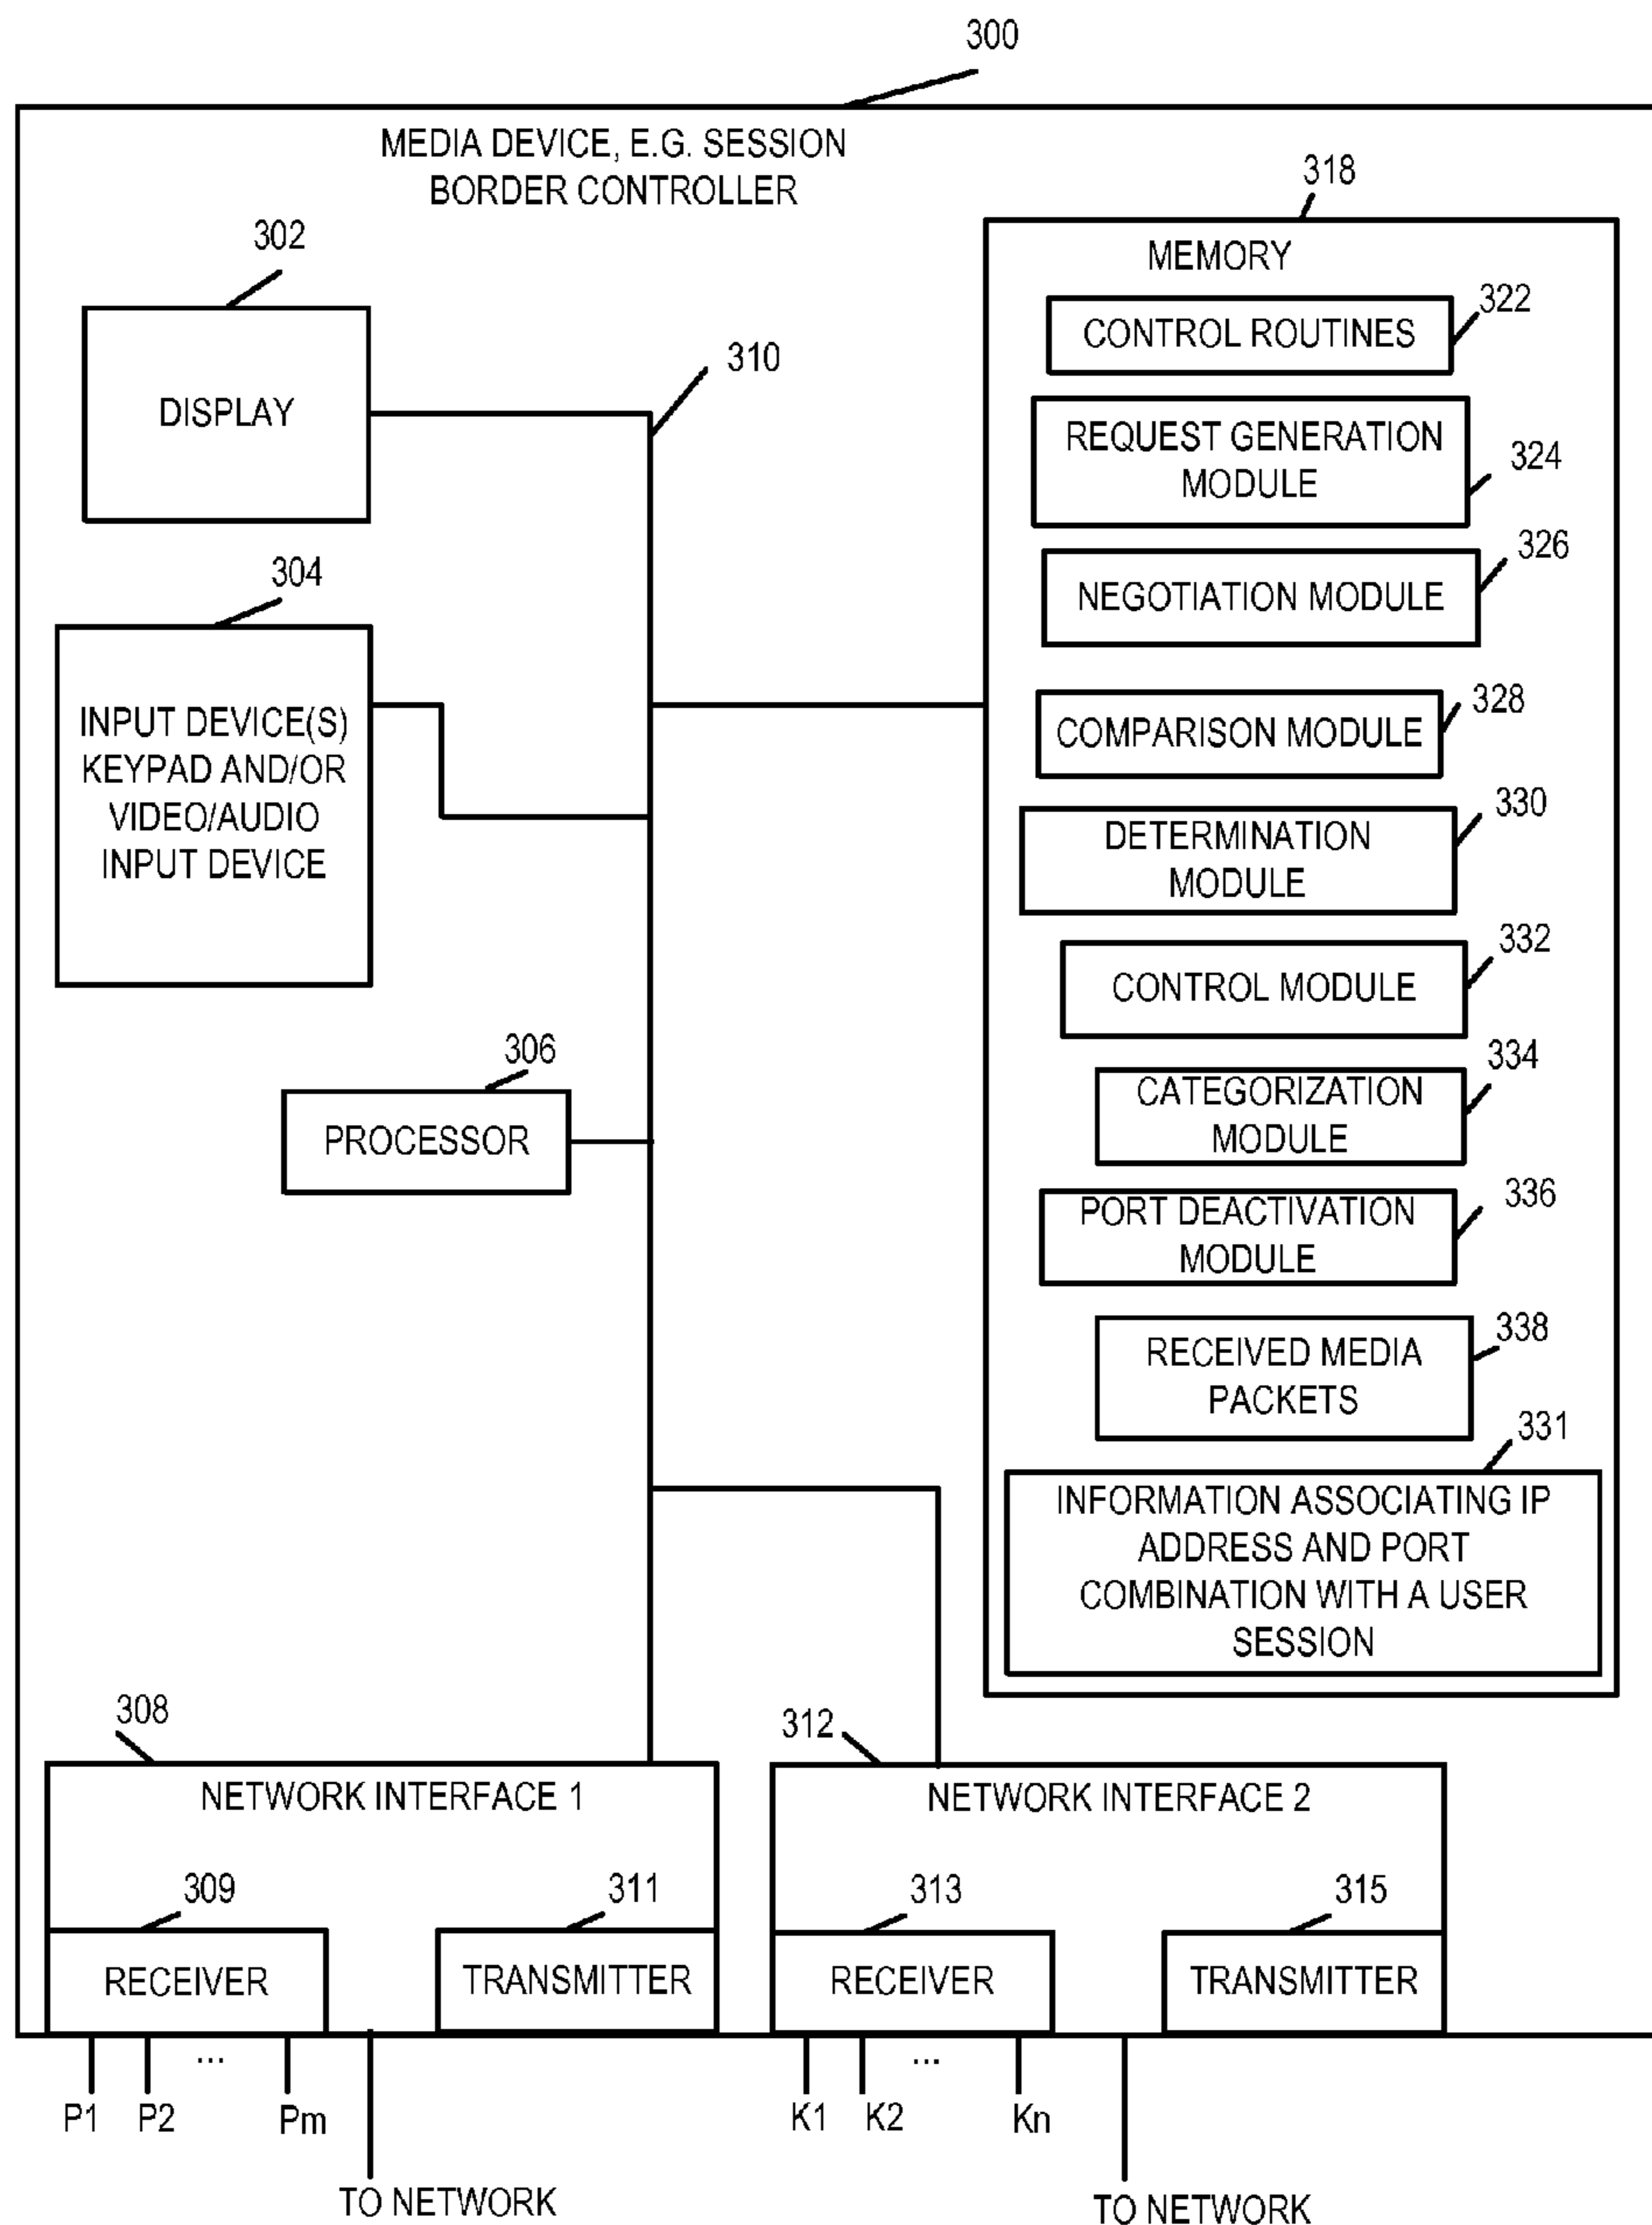 300
MEDIA DEVICE, E.G. SESSION
BORDER CONTROLLER
302
DISPLAY
310
304
INPUT DEVICE(S)
KEYPAD AND/OR
VIDEO/AUDIO
INPUT DEVICE
306
PROCESSOR
318
MEMORY
CONTROL ROUTINES
322
REQUEST GENERATION
MODULE
324
326
NEGOTIATION MODULE
328
COMPARISON MODULE
330
DETERMINATION
MODULE
332
CONTROL MODULE
334
CATEGORIZATION
MODULE
336
PORT DEACTIVATION
MODULE
338
RECEIVED MEDIA
PACKETS
331
INFORMATION ASSOCIATING IP
ADDRESS AND PORT
COMBINATION WITH A USER
SESSION
308
NETWORK INTERFACE 1
309
RECEIVER
311
TRANSMITTER
P1 P2 ... Pm
TO NETWORK
312
NETWORK INTERFACE 2
313
RECEIVER
315
TRANSMITTER
K1 K2 ... Kn
TO NETWORK